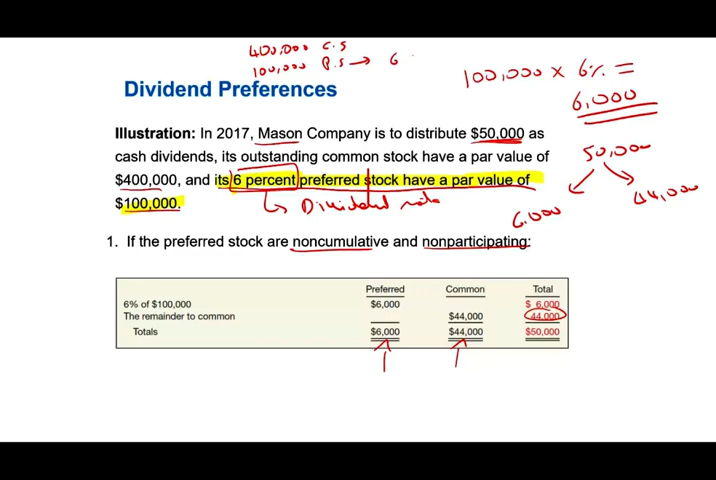 400,000 C.S
100,000 P.S → 6
100,000 × 6% =
6,000
Dividend Preferences
50,000
6,000
44,000
Illustration: In 2017, Mason Company is to distribute $50,000 as
cash dividends, its outstanding common stock have a par value of
$400,000, and its 6 percent preferred stock have a par value of
$100,000.
Dividend rate
1. If the preferred stock are noncumulative and nonparticipating:
Preferred Common Total
6% of $100,000 $6,000 $ 6,000
The remainder to common $44,000 44,000
Totals $6,000 $44,000 $50,000